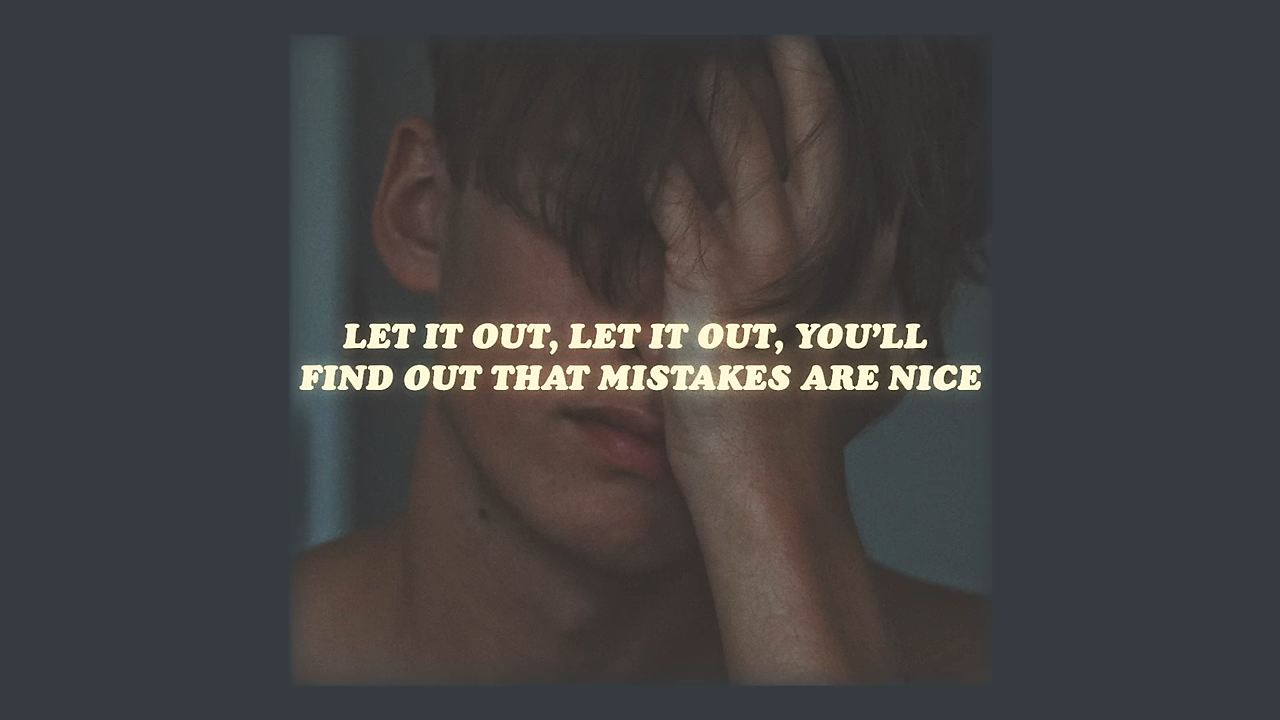 LET IT OUT, LET IT OUT, YOU’LL
FIND OUT THAT MISTAKES ARE NICE